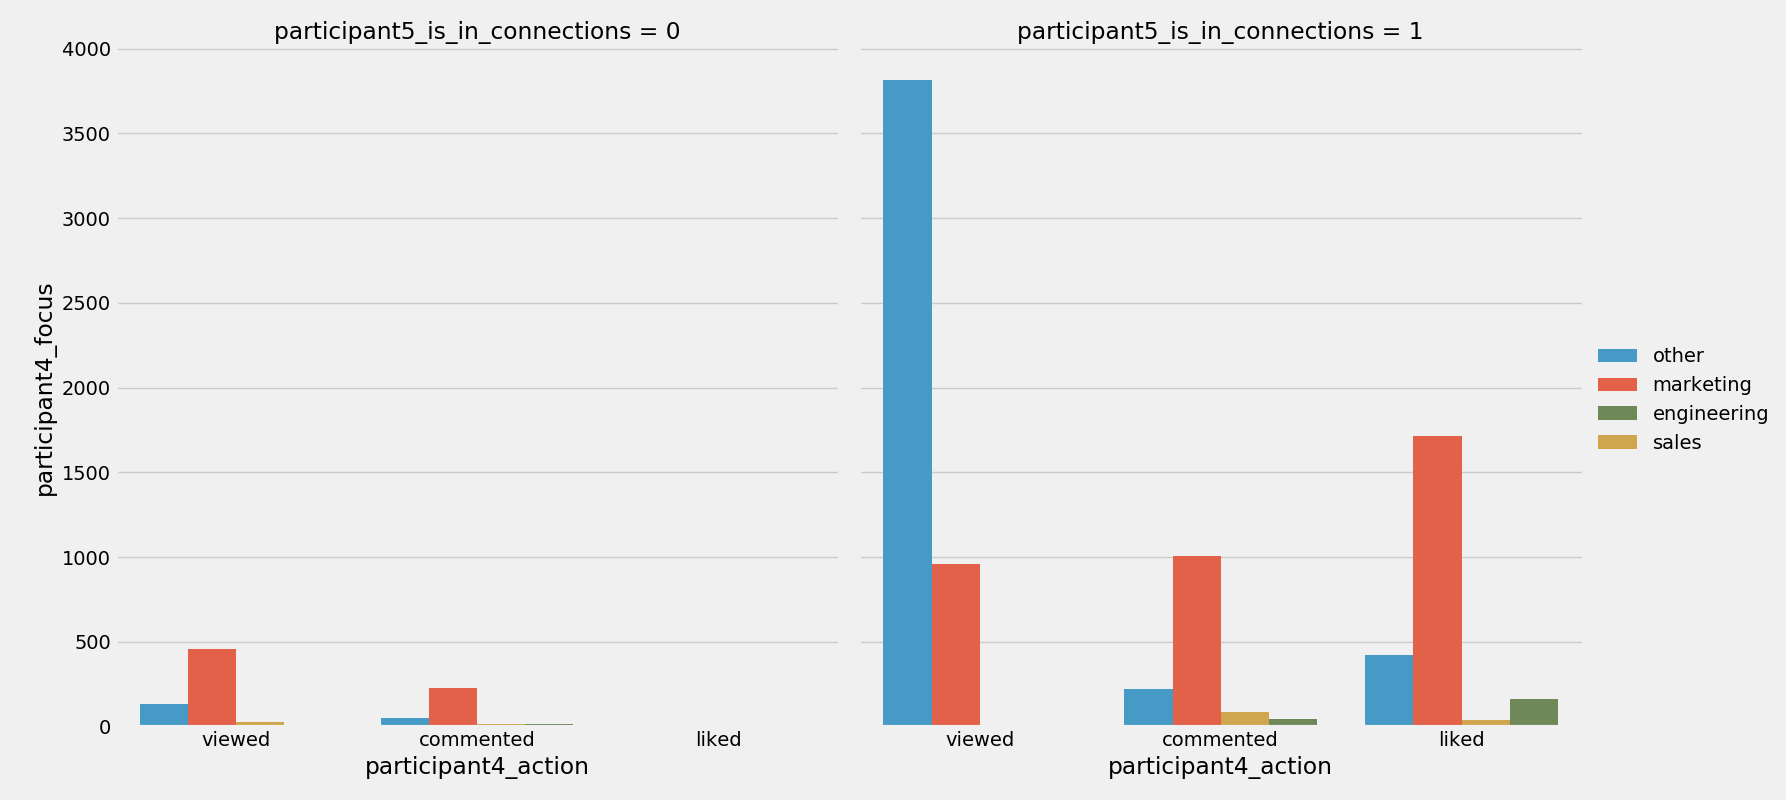 participant5_is_in_connections = 0
participant5_is_in_connections = 1
4000
3500
3000
2500
2000
1500
1000
500
0
participant4_focus
viewed
commented
liked
viewed
commented
liked
participant4_action
participant4_action
other
marketing
engineering
sales